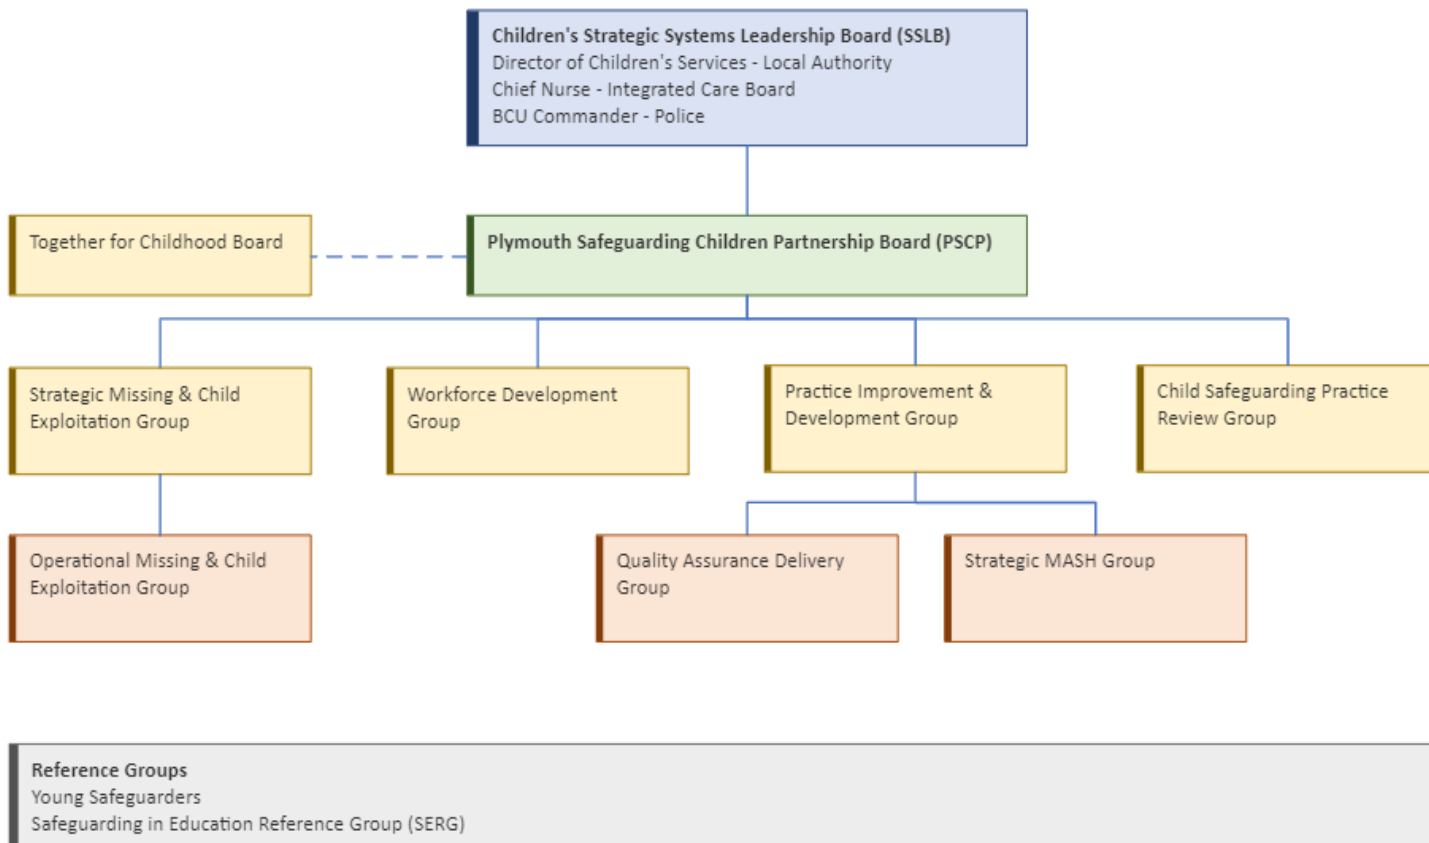 Children's Strategic Systems Leadership Board (SSLB)
Director of Children's Services - Local Authority
Chief Nurse - Integrated Care Board
BCU Commander - Police
Together for Childhood Board
Plymouth Safeguarding Children Partnership Board (PSCP)
Strategic Missing & Child
Exploitation Group
Workforce Development
Group
Practice Improvement &
Development Group
Child Safeguarding Practice
Review Group
Operational Missing & Child
Exploitation Group
Quality Assurance Delivery
Group
Strategic MASH Group
Reference Groups
Young Safeguarders
Safeguarding in Education Reference Group (SERG)